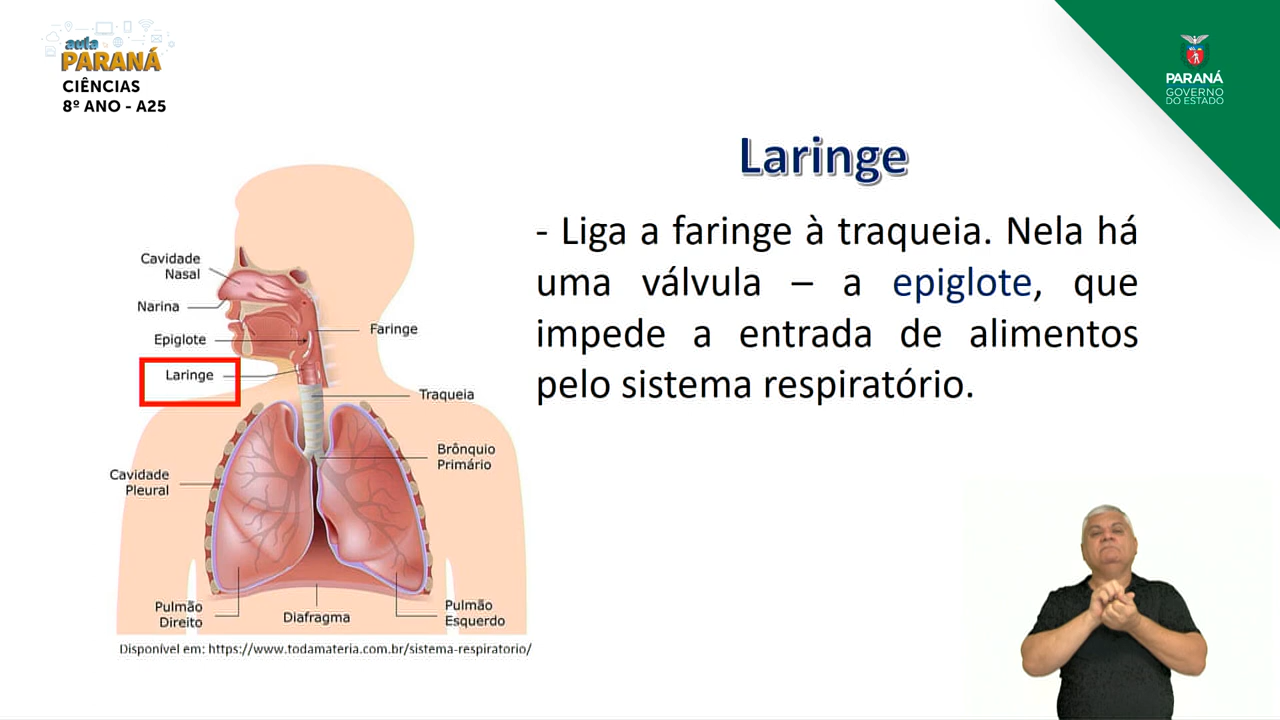 aula
PARANÁ
CIÊNCIAS
8º ANO - A25
PARANÁ
GOVERNO
DO ESTADO
Laringe
- Liga a faringe à traqueia. Nela há
uma válvula – a epiglote, que
impede a entrada de alimentos
pelo sistema respiratório.
Cavidade
Nasal
Narina
Epiglote
Faringe
Laringe
Traqueia
Brônquio
Primário
Cavidade
Pleural
Pulmão
Direito
Diafragma
Pulmão
Esquerdo
Disponível em: https://www.todamateria.com.br/sistema-respiratorio/